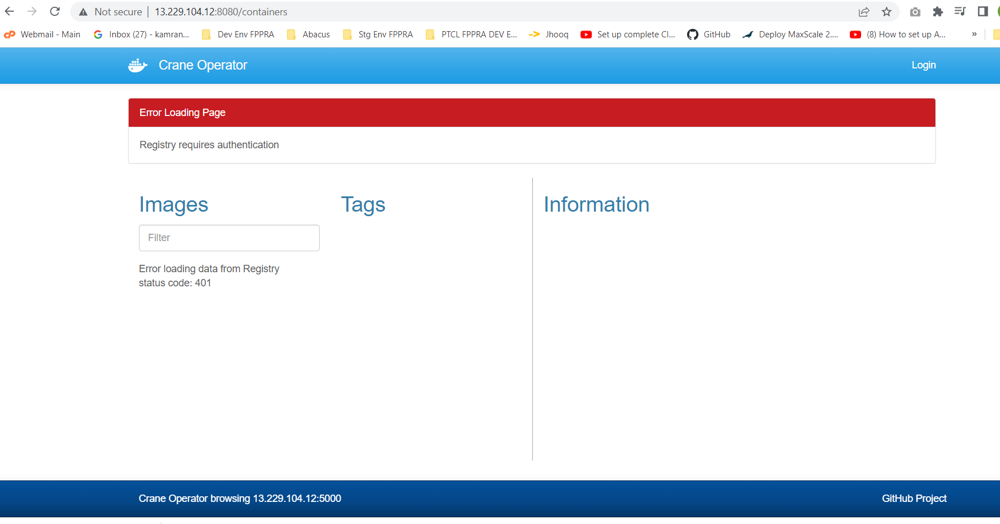 Not secure | 13.229.104.12:8080/containers
Webmail - Main Inbox (27) - kamran... Dev Env FPPRA Abacus Stg Env FPPRA PTCL FPPRA DEV E... Jhooq Set up complete CI... GitHub Deploy MaxScale 2.... (8) How to set up A... »
Crane Operator Login
Error Loading Page
Registry requires authentication
Images Tags Information
Filter
Error loading data from Registry
status code: 401
Crane Operator browsing 13.229.104.12:5000 GitHub Project